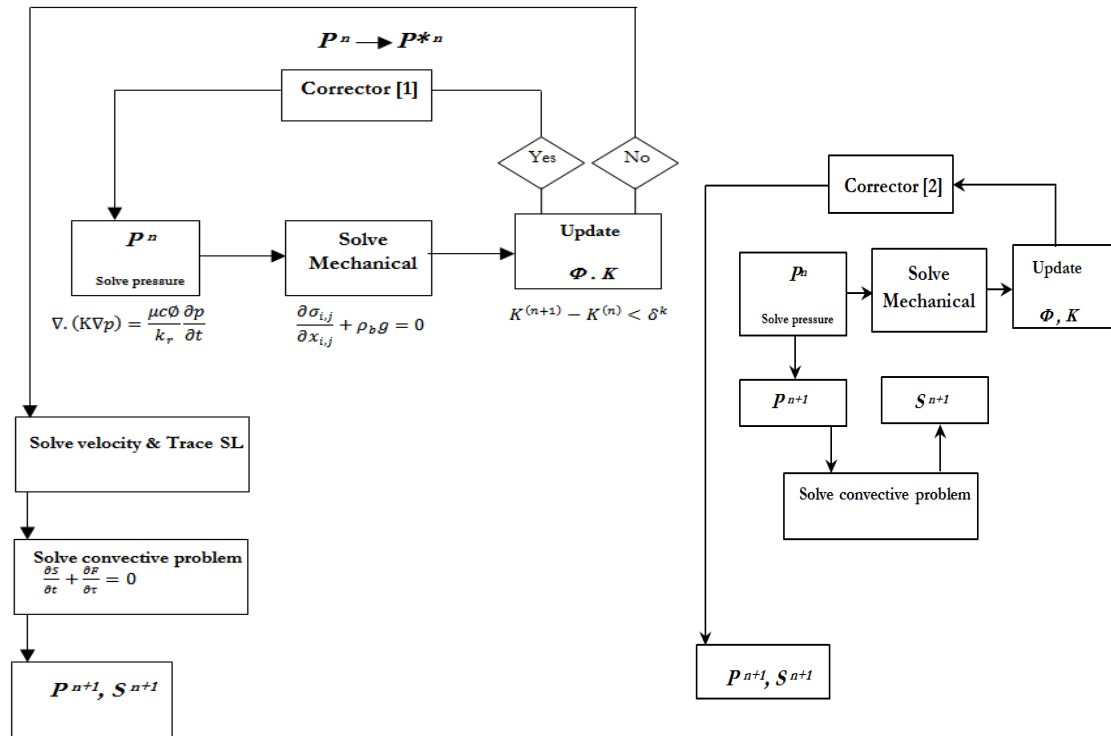 P n → P* n
Corrector [1]
Yes
No
P n
Solve pressure
Solve
Mechanical
Update
Φ . K
∇. (K∇p) = μcØ/k_r ∂p/∂t
∂σ_{i,j}/∂x_{i,j} + ρ_b g = 0
K^{(n+1)} − K^{(n)} < δ^k
Solve velocity & Trace SL
Solve convective problem
∂S/∂t + ∂F/∂τ = 0
P n+1, S n+1
Corrector [2]
P n
Solve pressure
Solve
Mechanical
Update
Φ , K
P n+1
S n+1
Solve convective problem
P n+1, S n+1